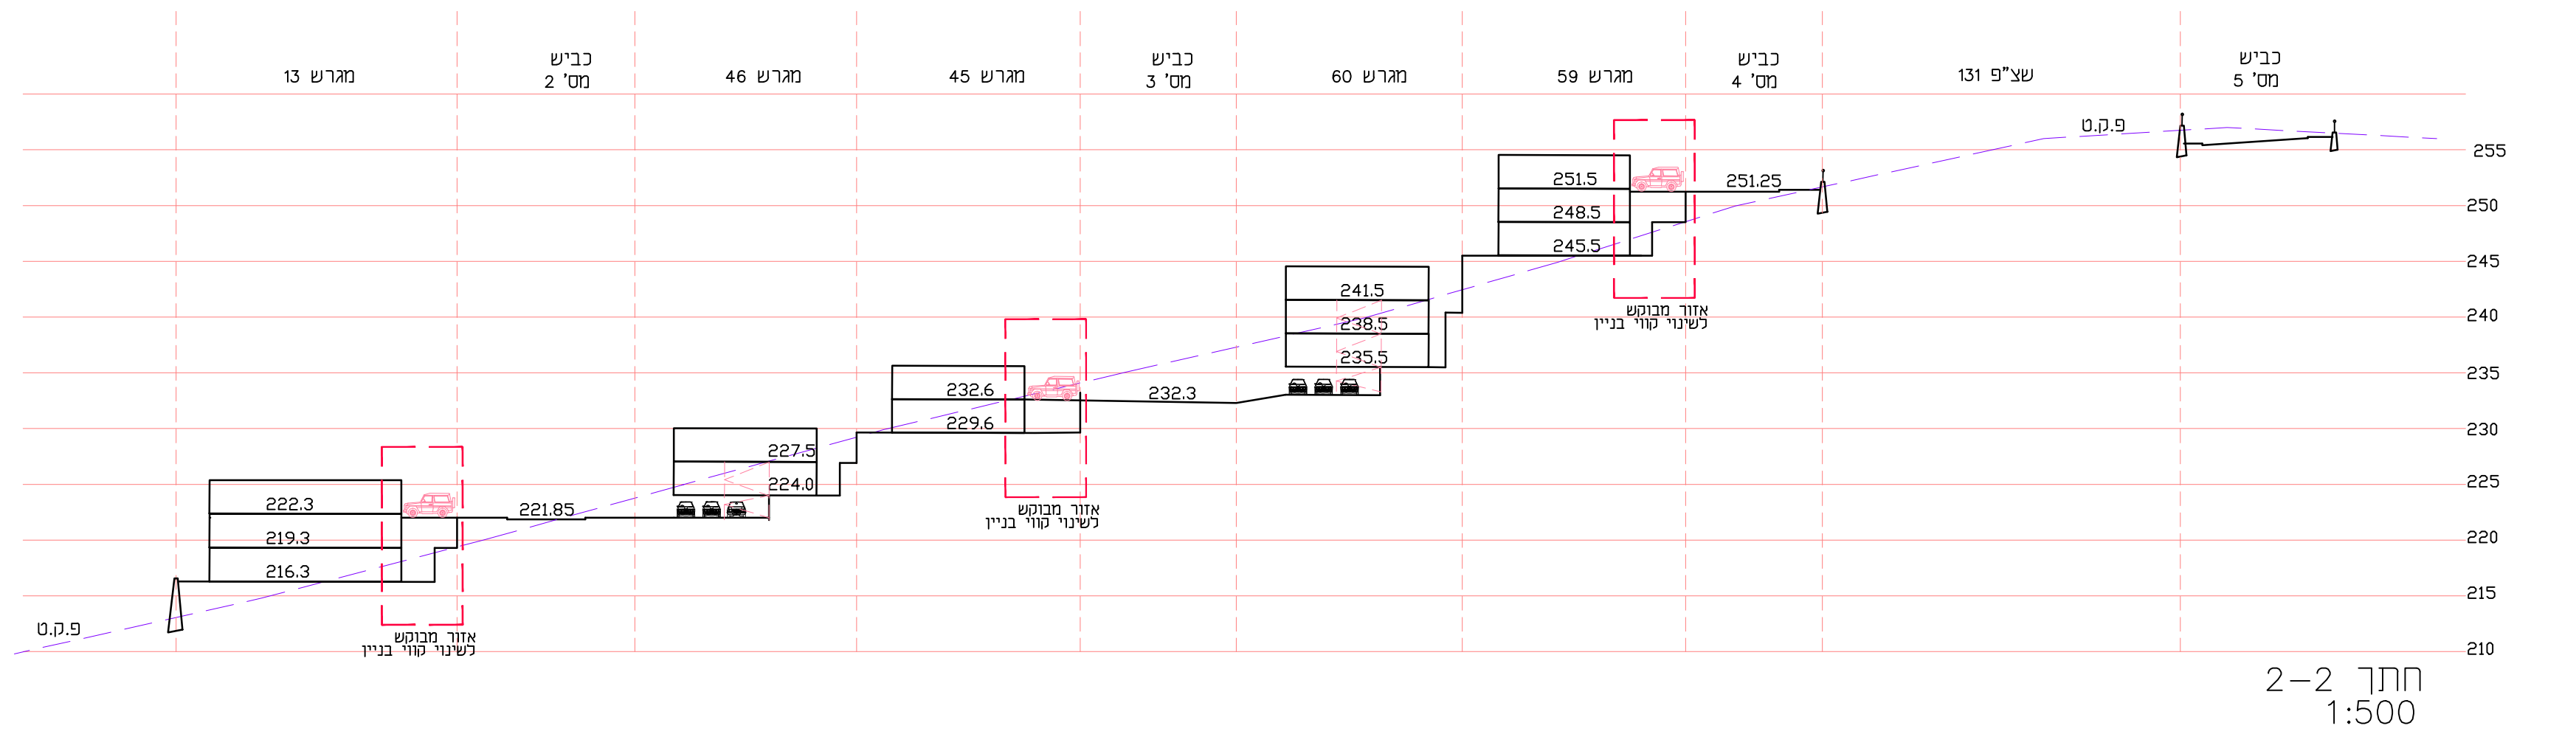 כביש
מס' 5
שצ"פ 131
כביש
מס' 4
מגרש 59
מגרש 60
כביש
מס' 3
מגרש 45
מגרש 46
כביש
מס' 2
מגרש 13
פ.ק.ט
255
251.5
251.25
248.5
250
245.5
245
241.5
אזור מבוקש
לשינוי קווי בניין
240
238.5
235.5
235
232.6
232.3
229.6
230
227.5
224.0
225
222.3
221.85
אזור מבוקש
לשינוי קווי בניין
219.3
220
216.3
215
פ.ק.ט
אזור מבוקש
לשינוי קווי בניין
210
חתך 2-2
1:500